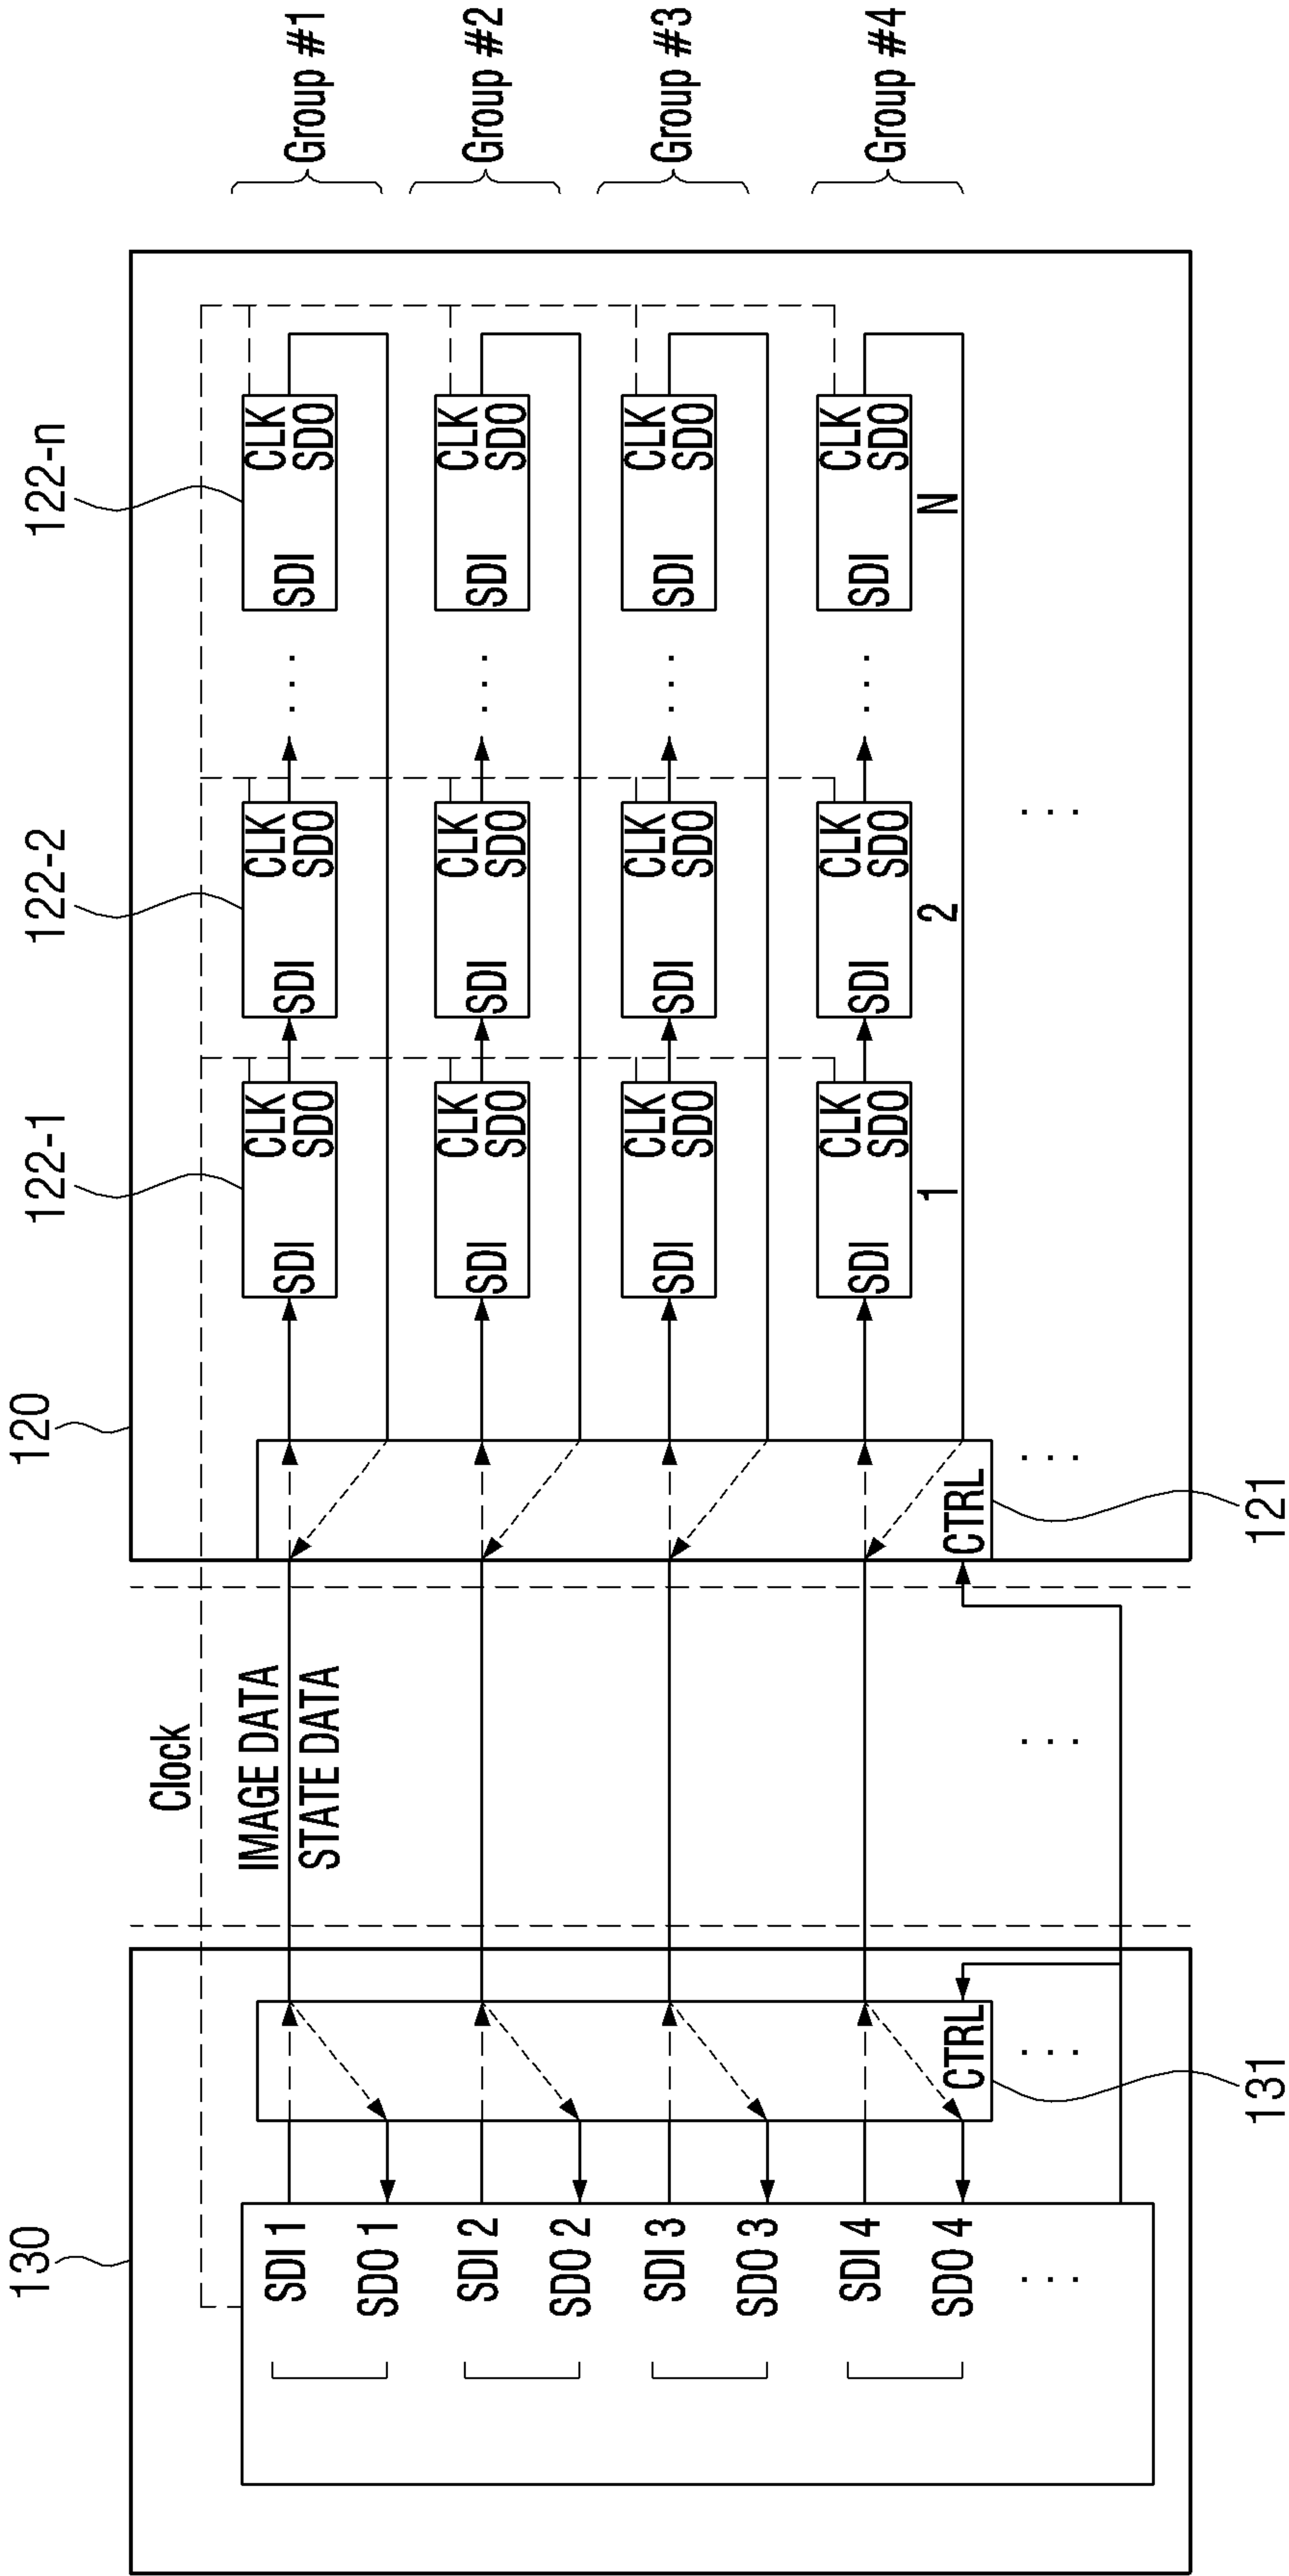 130
120
122-1
122-2
122-n
Clock
IMAGE DATA
STATE DATA
SDI 1
SDO 1
SDI 2
SDO 2
SDI 3
SDO 3
SDI 4
SDO 4
. . .
CTRL
. . .
131
. . .
CTRL
. . .
121
SDI CLK SDO
SDI CLK SDO
. . .
SDI CLK SDO
Group #1
SDI CLK SDO
SDI CLK SDO
. . .
SDI CLK SDO
Group #2
SDI CLK SDO
SDI CLK SDO
. . .
SDI CLK SDO
Group #3
SDI CLK SDO
SDI CLK SDO
. . .
SDI CLK SDO
Group #4
1
2
N
. . .